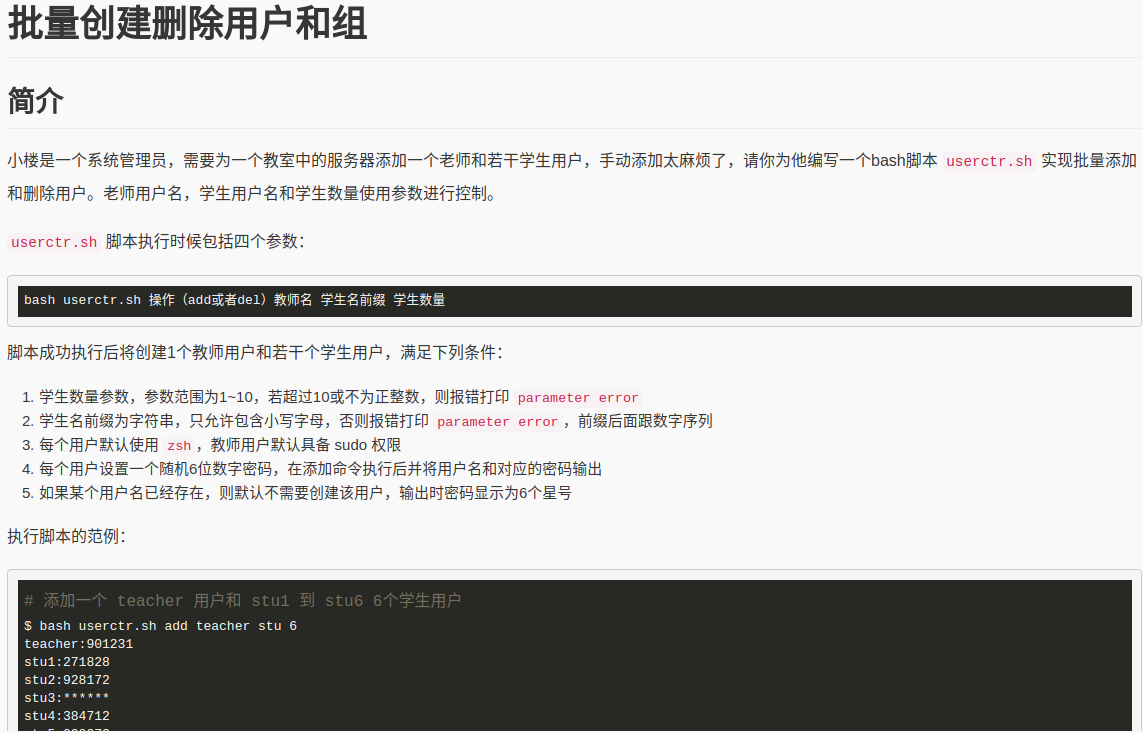 批量创建删除用户和组
简介
小楼是一个系统管理员，需要为一个教室中的服务器添加一个老师和若干学生用户，手动添加太麻烦了，请你为他编写一个bash脚本 userctr.sh 实现批量添加
和删除用户。老师用户名，学生用户名和学生数量使用参数进行控制。
userctr.sh 脚本执行时候包括四个参数：
bash userctr.sh 操作（add或者del）教师名 学生名前缀 学生数量
脚本成功执行后将创建1个教师用户和若干个学生用户，满足下列条件：
1. 学生数量参数，参数范围为1~10，若超过10或不为正整数，则报错打印 parameter error
2. 学生名前缀为字符串，只允许包含小写字母，否则报错打印 parameter error ，前缀后面跟数字序列
3. 每个用户默认使用 zsh ，教师用户默认具备 sudo 权限
4. 每个用户设置一个随机6位数字密码，在添加命令执行后并将用户名和对应的密码输出
5. 如果某个用户名已经存在，则默认不需要创建该用户，输出时密码显示为6个星号
执行脚本的范例：
# 添加一个 teacher 用户和 stu1 到 stu6 6个学生用户
$ bash userctr.sh add teacher stu 6
teacher:901231
stu1:271828
stu2:928172
stu3:******
stu4:384712